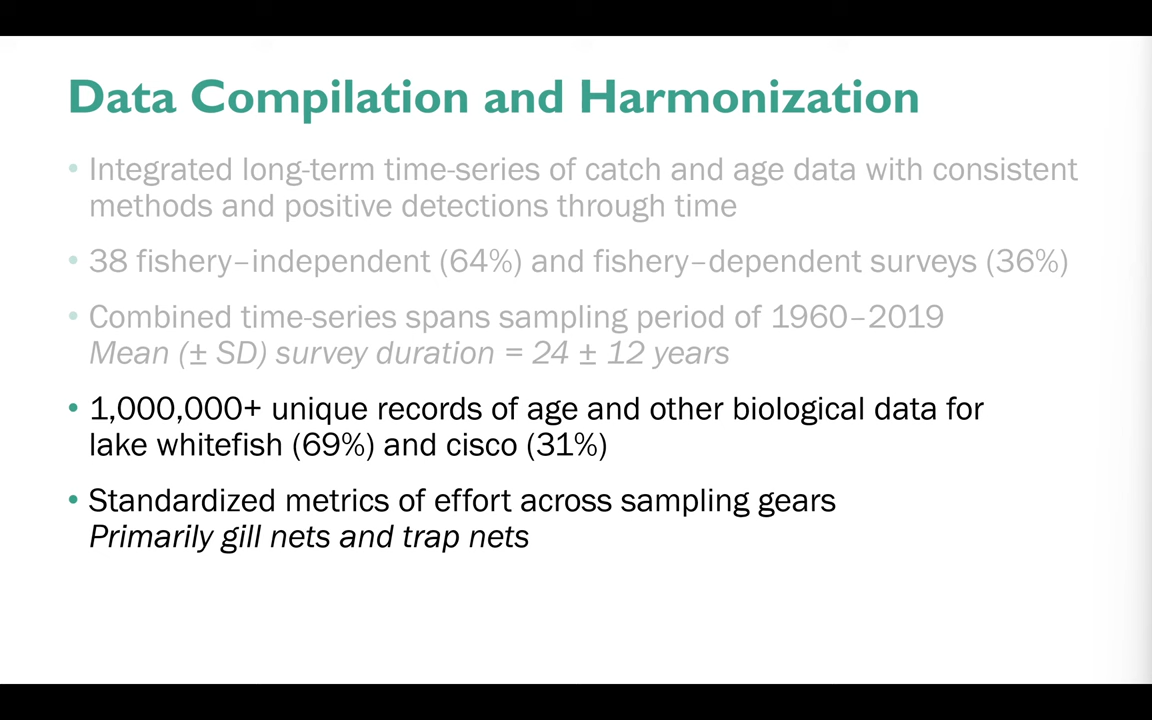 Data Compilation and Harmonization
• Integrated long-term time-series of catch and age data with consistent
methods and positive detections through time
• 38 fishery–independent (64%) and fishery–dependent surveys (36%)
• Combined time-series spans sampling period of 1960–2019
Mean (± SD) survey duration = 24 ± 12 years
• 1,000,000+ unique records of age and other biological data for
lake whitefish (69%) and cisco (31%)
• Standardized metrics of effort across sampling gears
Primarily gill nets and trap nets